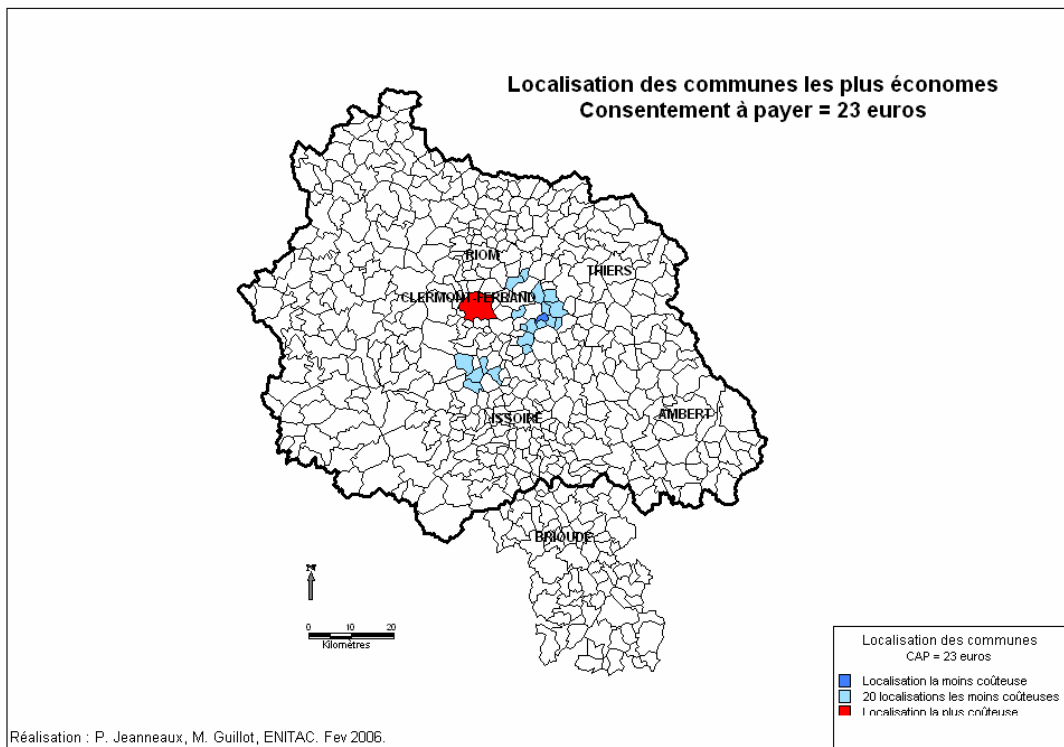 Localisation des communes les plus économes
Consentement à payer = 23 euros
RIOM
THIERS
CLERMONT-FERRAND
ISSOIRE
AMBERT
BRIOUDE
0 10 20
Kilomètres
Localisation des communes
CAP = 23 euros
Localisation la moins coûteuse
20 localisations les moins coûteuses
Localisation la plus coûteuse
Réalisation : P. Jeanneaux, M. Guillot, ENITAC. Fev 2006.